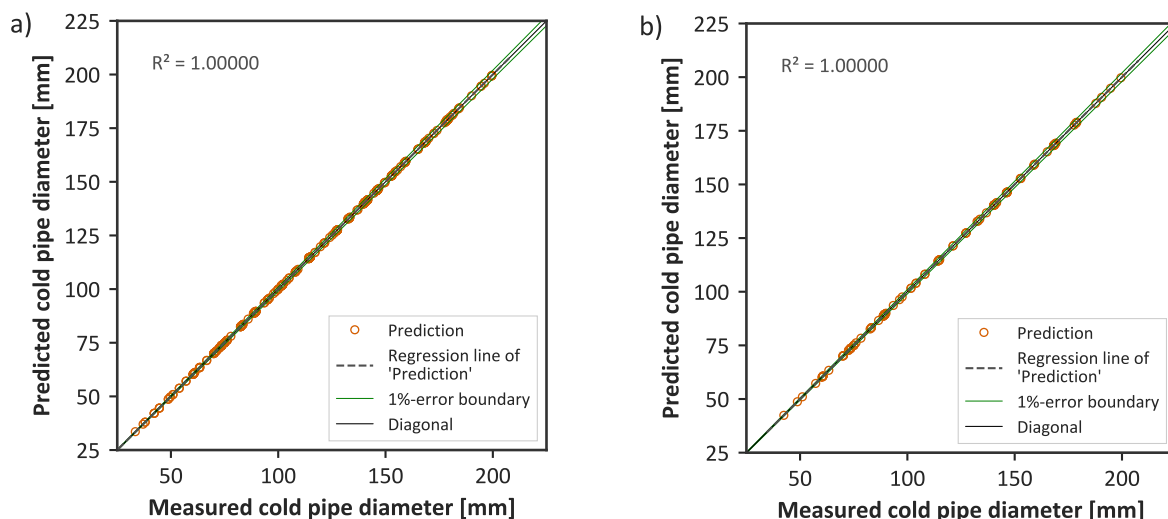 a)
225
200
175
150
125
100
75
50
25
Predicted cold pipe diameter [mm]
R² = 1.00000
Prediction
Regression line of
'Prediction'
1%-error boundary
Diagonal
50
100
150
200
Measured cold pipe diameter [mm]
b)
225
200
175
150
125
100
75
50
25
Predicted cold pipe diameter [mm]
R² = 1.00000
Prediction
Regression line of
'Prediction'
1%-error boundary
Diagonal
50
100
150
200
Measured cold pipe diameter [mm]